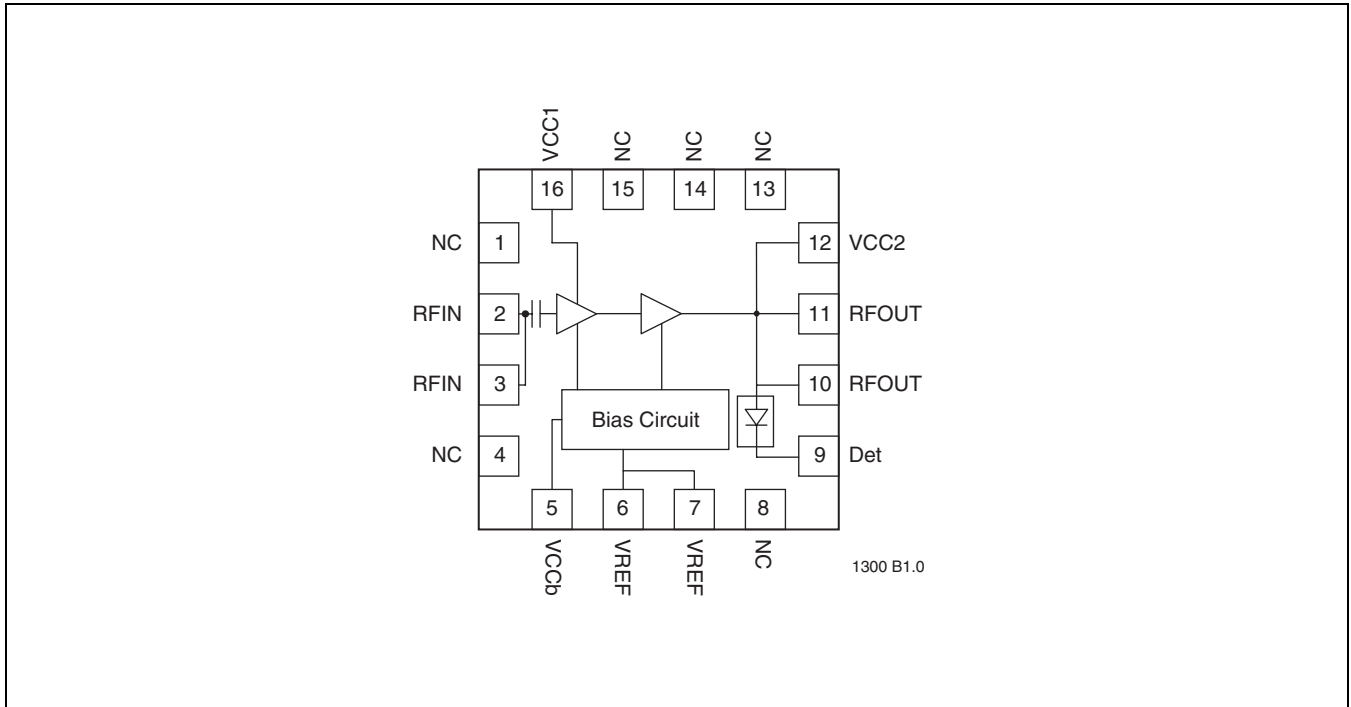 VCC1
NC
NC
NC
16
15
14
13
NC
1
12
VCC2
RFIN
2
11
RFOUT
RFIN
3
10
RFOUT
Bias Circuit
NC
4
9
Det
5
6
7
8
VCCb
VREF
VREF
NC
1300 B1.0